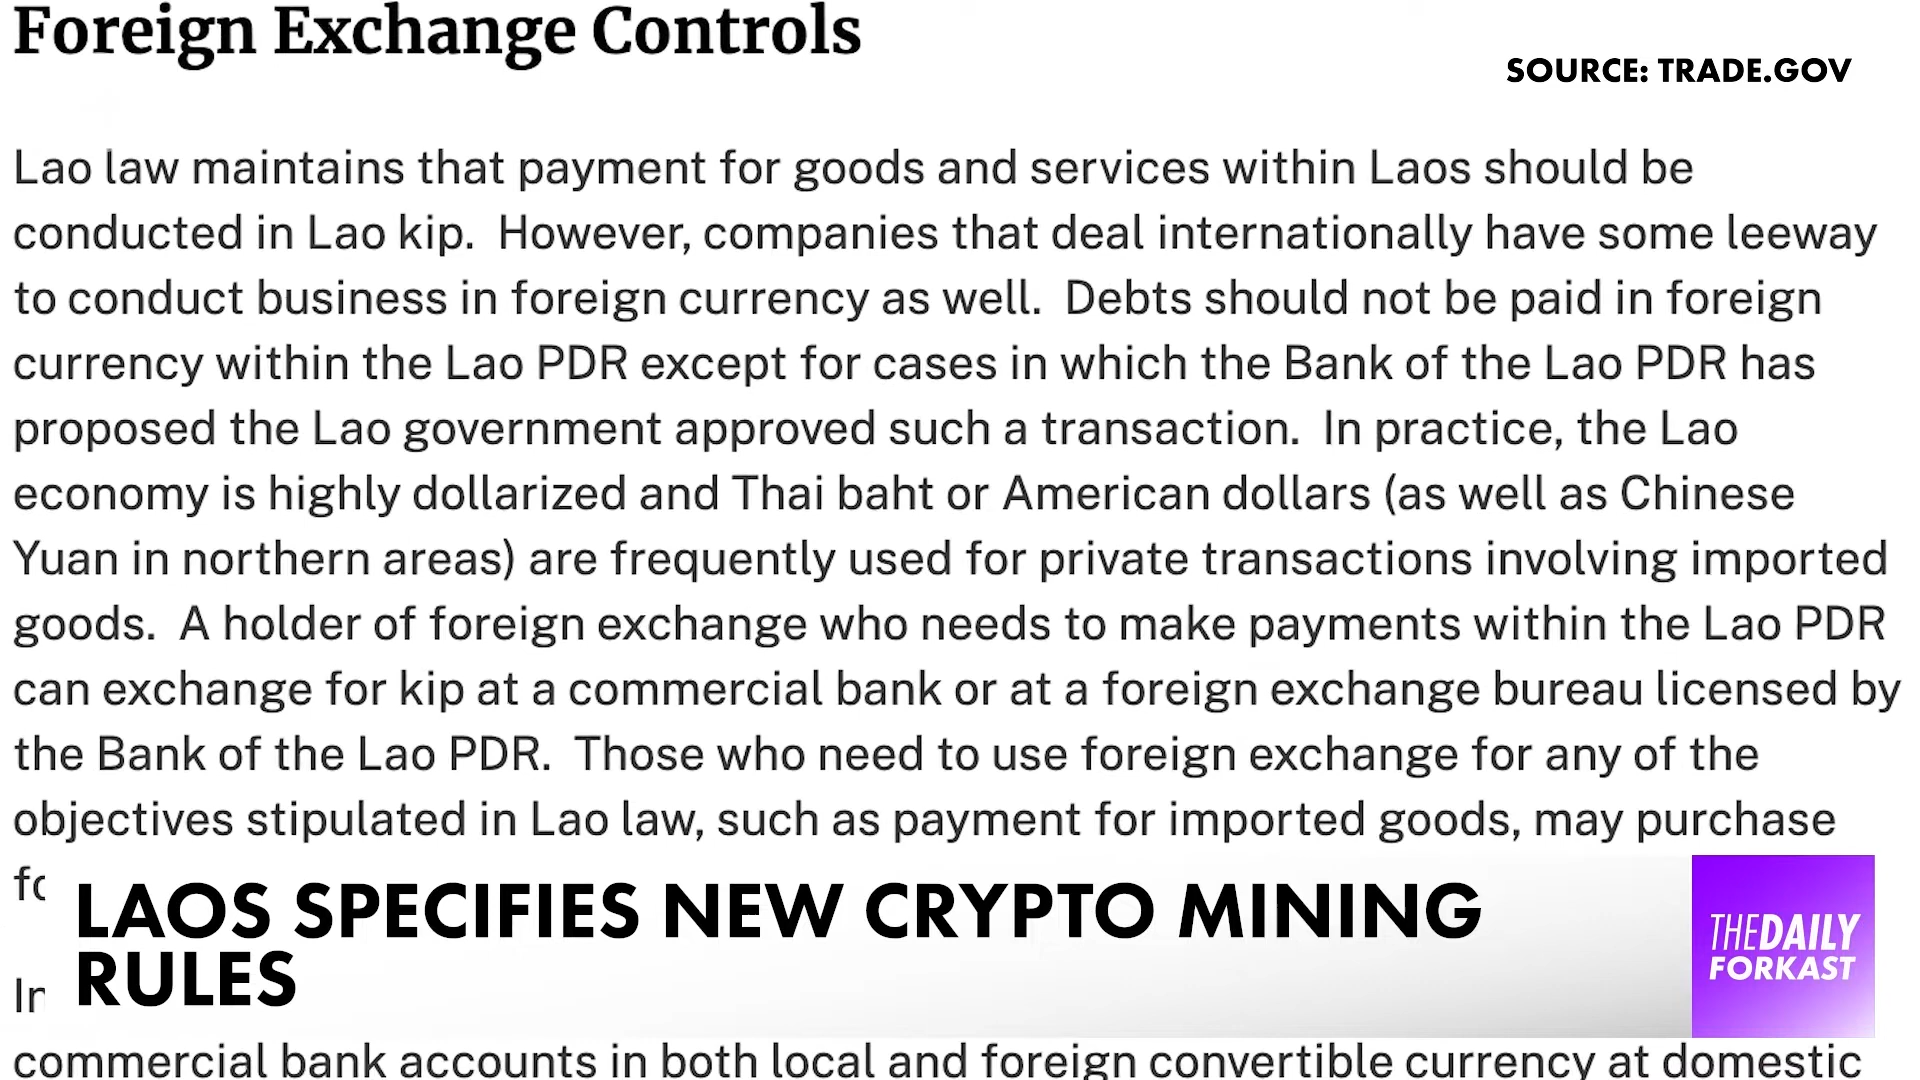 Foreign Exchange Controls
SOURCE: TRADE.GOV
Lao law maintains that payment for goods and services within Laos should be
conducted in Lao kip.  However, companies that deal internationally have some leeway
to conduct business in foreign currency as well.  Debts should not be paid in foreign
currency within the Lao PDR except for cases in which the Bank of the Lao PDR has
proposed the Lao government approved such a transaction.  In practice, the Lao
economy is highly dollarized and Thai baht or American dollars (as well as Chinese
Yuan in northern areas) are frequently used for private transactions involving imported
goods.  A holder of foreign exchange who needs to make payments within the Lao PDR
can exchange for kip at a commercial bank or at a foreign exchange bureau licensed by
the Bank of the Lao PDR.  Those who need to use foreign exchange for any of the
objectives stipulated in Lao law, such as payment for imported goods, may purchase
LAOS SPECIFIES NEW CRYPTO MINING
RULES
THEDAILY
FORKAST
commercial bank accounts in both local and foreign convertible currency at domestic